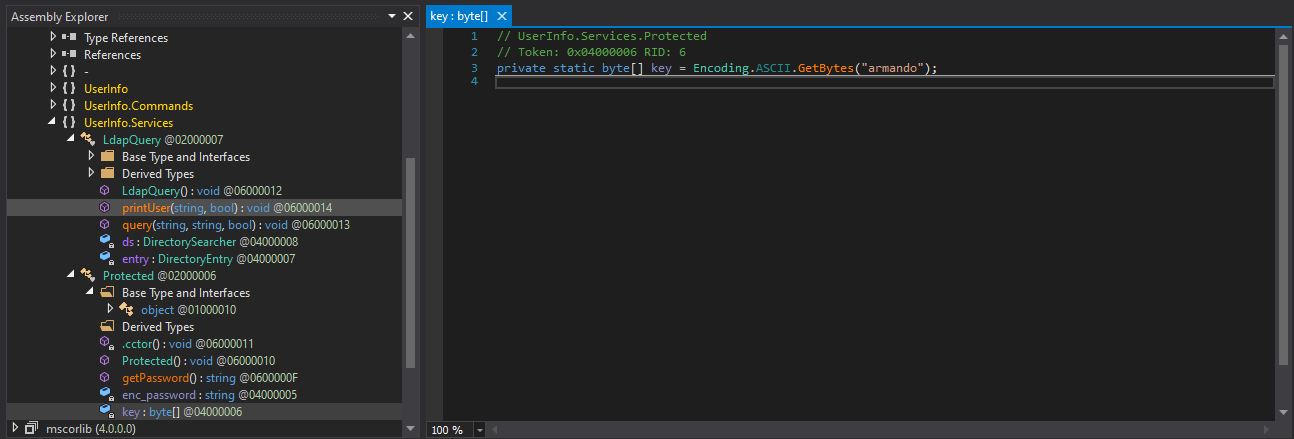 Assembly Explorer
Type References
References
{ } -
{ } UserInfo
{ } UserInfo.Commands
{ } UserInfo.Services
LdapQuery @02000007
Base Type and Interfaces
Derived Types
LdapQuery() : void @06000012
printUser(string, bool) : void @06000014
query(string, string, bool) : void @06000013
ds : DirectorySearcher @04000008
entry : DirectoryEntry @04000007
Protected @02000006
Base Type and Interfaces
object @01000010
Derived Types
.cctor() : void @06000011
Protected() : void @06000010
getPassword() : string @0600000F
enc_password : string @04000005
key : byte[] @04000006
mscorlib (4.0.0.0)
key : byte[]
1 // UserInfo.Services.Protected
2 // Token: 0x04000006 RID: 6
3 private static byte[] key = Encoding.ASCII.GetBytes("armando");
4
100 %